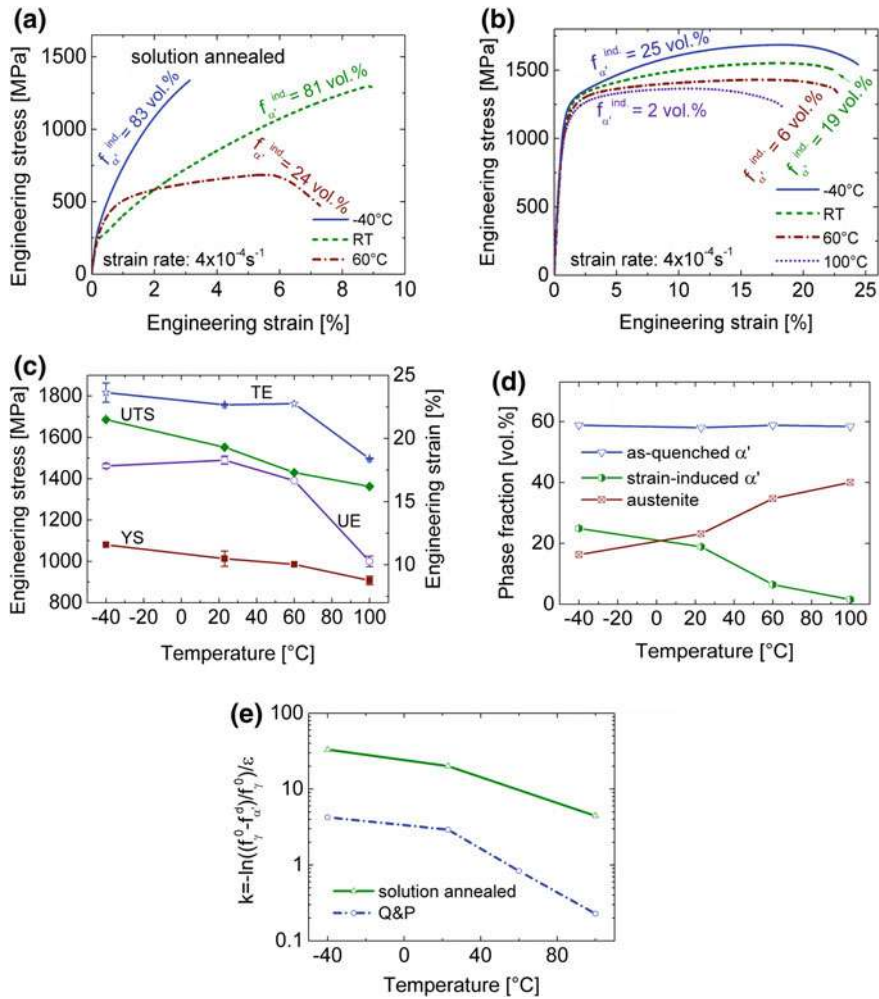 (a)
Engineering stress [MPa]
1500
1000
500
0
solution annealed
f_α'^ind. = 83 vol.%
f_α'^ind. = 81 vol.%
f_α'^ind. = 24 vol.%
-40°C
RT
60°C
strain rate: 4x10^-4s^-1
0 2 4 6 8 10
Engineering strain [%]
(b)
Engineering stress [MPa]
1500
1000
500
0
f_α'^ind. = 25 vol.%
f_α'^ind. = 2 vol.%
f_α'^ind. = 6 vol.%
f_α'^ind. = 19 vol.%
-40°C
RT
60°C
100°C
strain rate: 4x10^-4s^-1
0 5 10 15 20 25
Engineering strain [%]
(c)
Engineering stress [MPa]
1800
1600
1400
1200
1000
800
TE
UTS
UE
YS
25
20
15
10
Engineering strain [%]
-40 -20 0 20 40 60 80 100
Temperature [°C]
(d)
Phase fraction [vol.%]
80
60
40
20
0
as-quenched α'
strain-induced α'
austenite
-40 -20 0 20 40 60 80 100
Temperature [°C]
(e)
k=-ln((f_γ^0-f_α'^d)/f_γ^0)/ε
100
10
1
0.1
solution annealed
Q&P
-40 0 40 80
Temperature [°C]